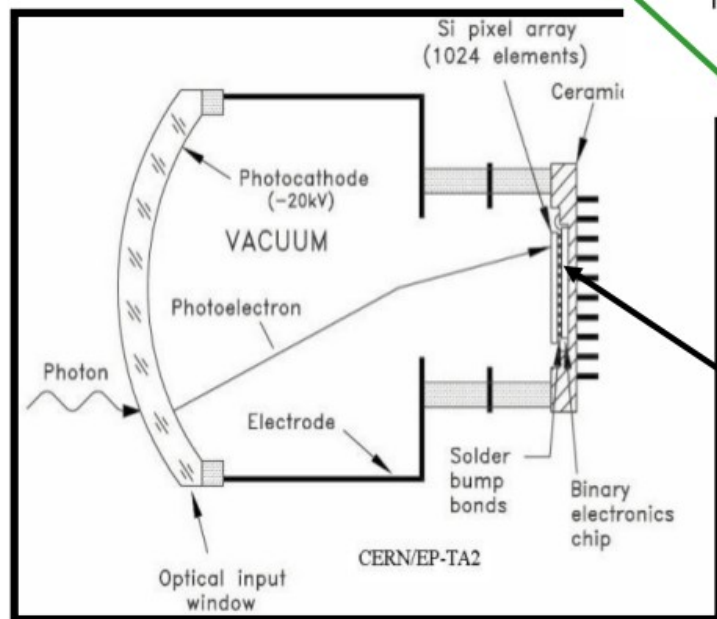 Si pixel array
(1024 elements)
Photocathode
(-20kV)
VACUUM
Photoelectron
Photon
Electrode
Solder
bump
bonds
Binary
electronics
chip
CERN/EP-TA2
Optical input
window